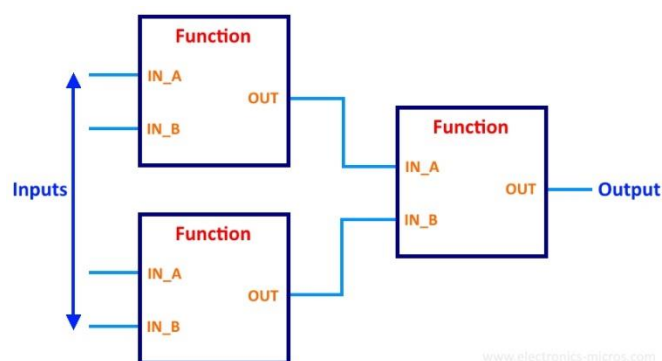 Function
IN_A
OUT
IN_B
Function
IN_A
Inputs
OUT
Output
IN_B
Function
IN_A
OUT
IN_B
www.electronics-micros.com